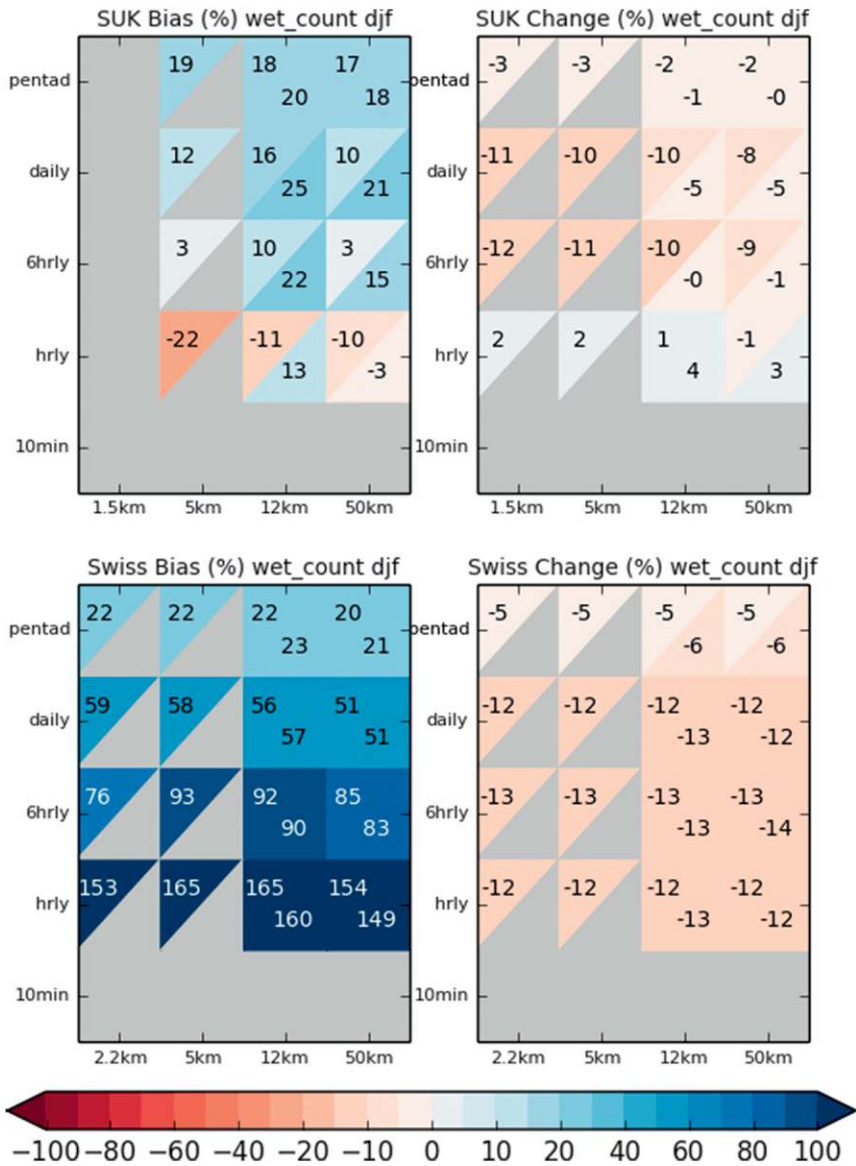 SUK Bias (%) wet_count djf
pentad 19 18 17
20 18
daily 12 16 10
25 21
6hrly 3 10 3
22 15
hrly -22 -11 -10
13 -3
10min
1.5km 5km 12km 50km
SUK Change (%) wet_count djf
pentad -3 -3 -2 -2
-1 -0
daily -11 -10 -10 -8
-5 -5
6hrly -12 -11 -10 -9
-0 -1
hrly 2 2 1 -1
4 3
10min
1.5km 5km 12km 50km
Swiss Bias (%) wet_count djf
pentad 22 22 22 20
23 21
daily 59 58 56 51
57 51
6hrly 76 93 92 85
90 83
hrly 153 165 165 154
160 149
10min
2.2km 5km 12km 50km
Swiss Change (%) wet_count djf
pentad -5 -5 -5 -5
-6 -6
daily -12 -12 -12 -12
-13 -12
6hrly -13 -13 -13 -13
-13 -14
hrly -12 -12 -12 -12
-13 -12
10min
2.2km 5km 12km 50km
−100 −80 −60 −40 −20 −10 0 10 20 40 60 80 100